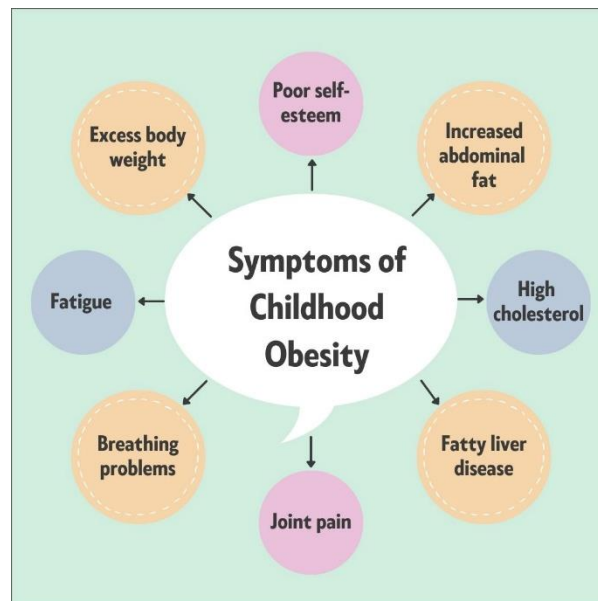 Poor self-
esteem
Excess body
weight
Increased
abdominal
fat
Symptoms of
Childhood
Obesity
Fatigue
High
cholesterol
Breathing
problems
Fatty liver
disease
Joint pain